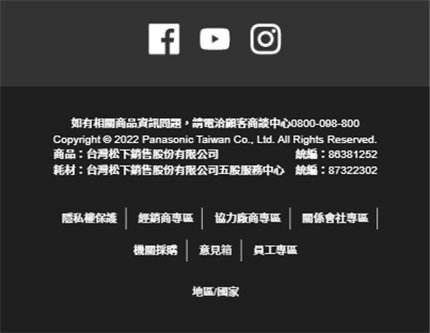 如有相關商品資訊問題，請電洽顧客商談中心0800-098-800
Copyright © 2022 Panasonic Taiwan Co., Ltd. All Rights Reserved.
商品：台灣松下銷售股份有限公司 統編：86381252
耗材：台灣松下銷售股份有限公司五股服務中心 統編：87322302
隱私權保護 | 經銷商專區 | 協力廠商專區 | 關係會社專區 |
機關採購 | 意見箱 | 員工專區
地區/國家